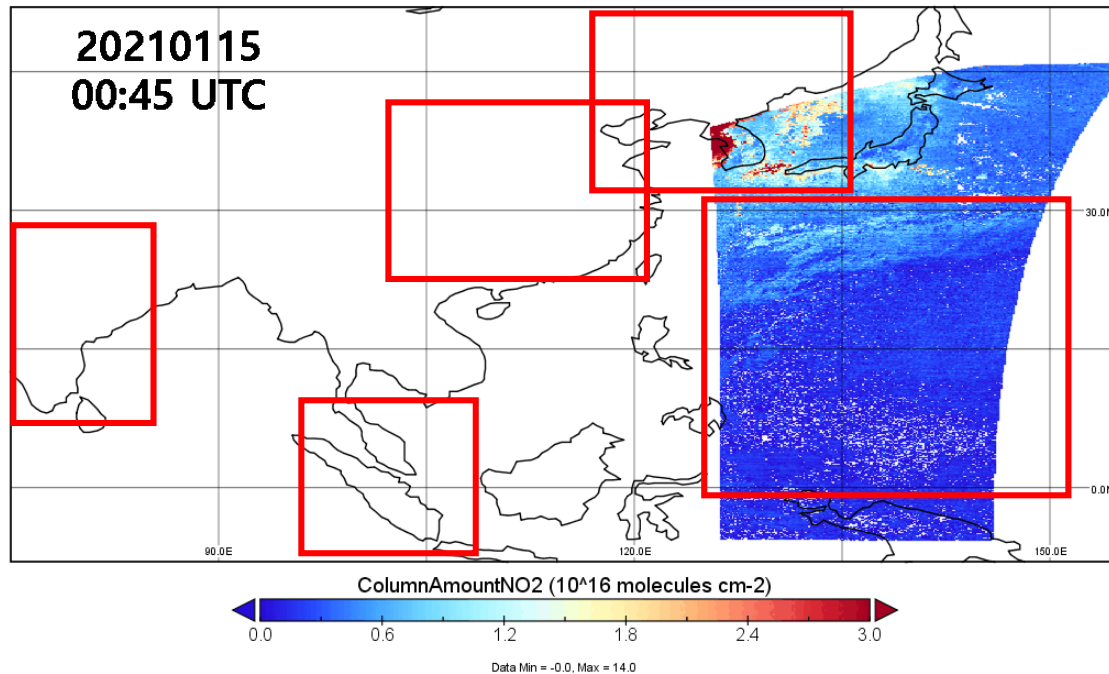 20210115
00:45 UTC
30.0N
0.0N
90.0E 120.0E 150.0E
ColumnAmountNO2 (10^16 molecules cm-2)
0.0 0.6 1.2 1.8 2.4 3.0
Data Min = -0.0, Max = 14.0